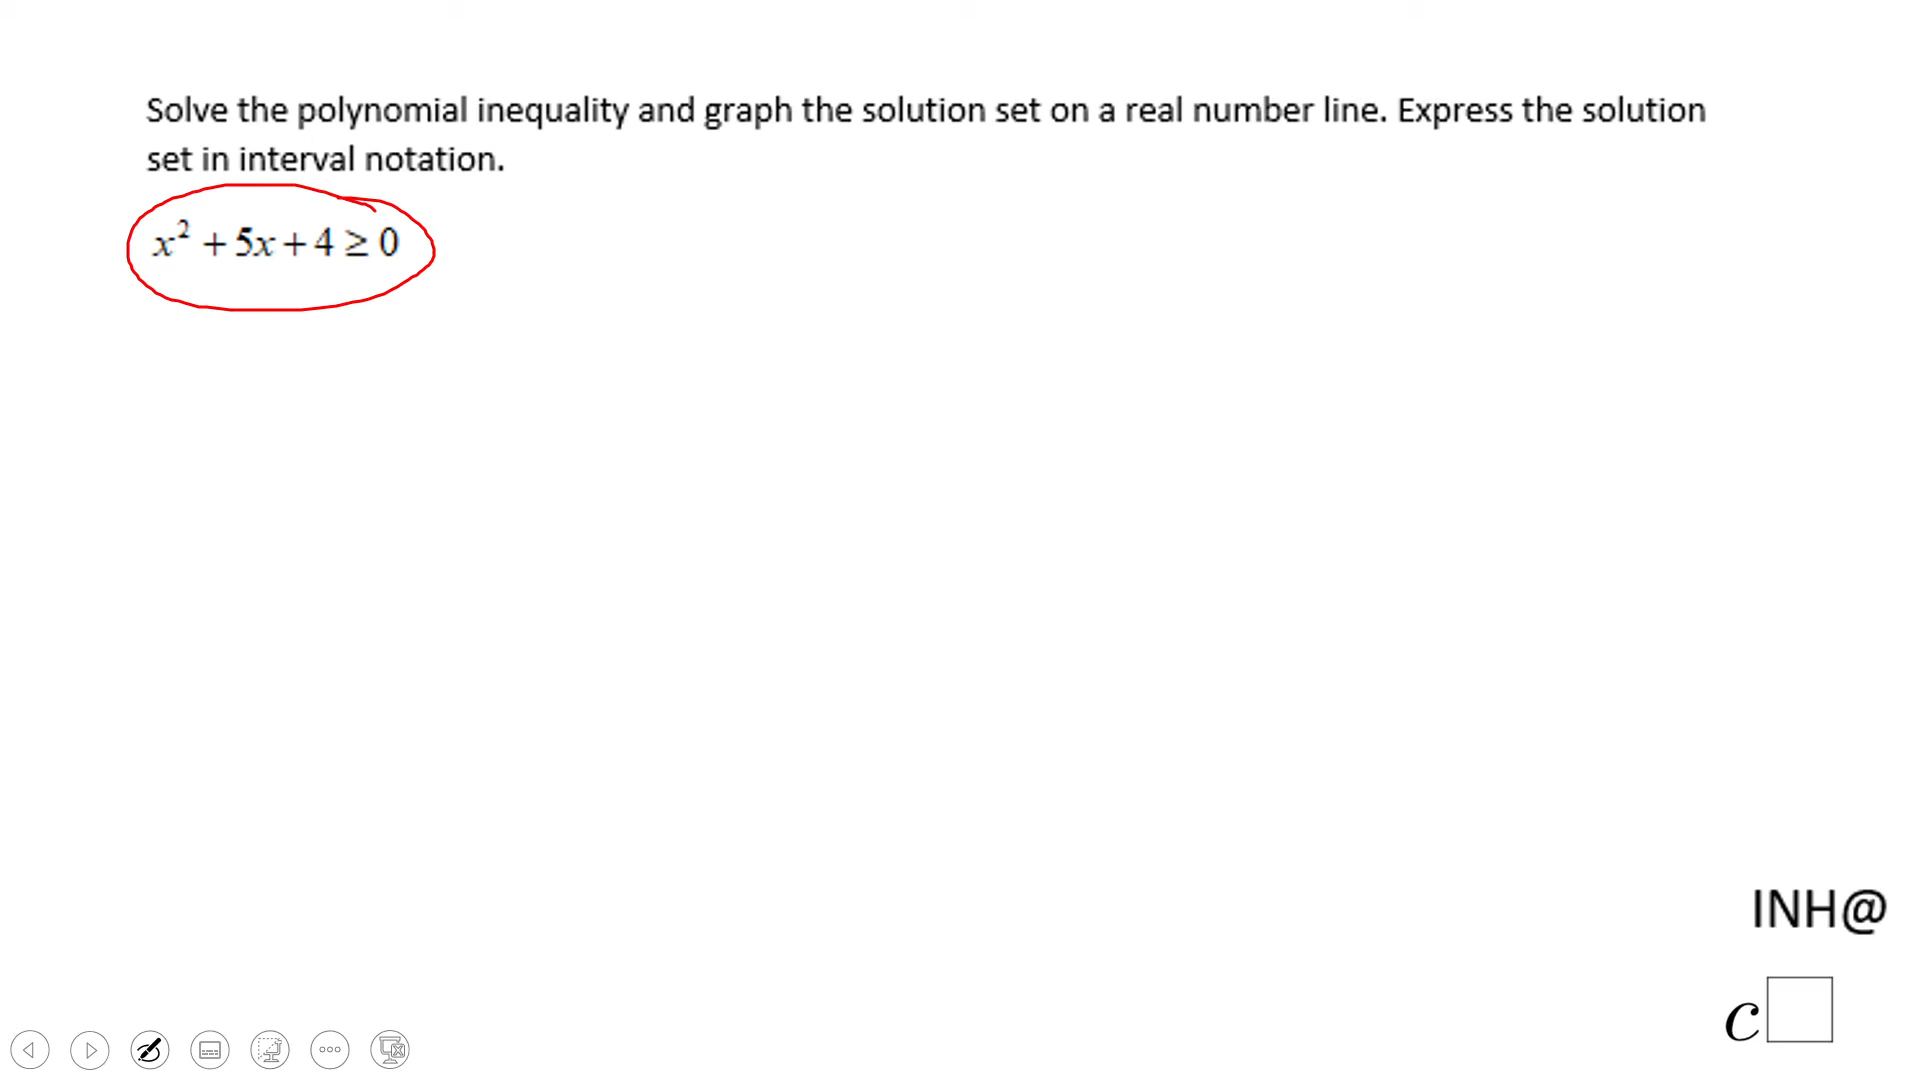 Solve the polynomial inequality and graph the solution set on a real number line. Express the solution
set in interval notation.
x² + 5x + 4 ≥ 0
INH@
c